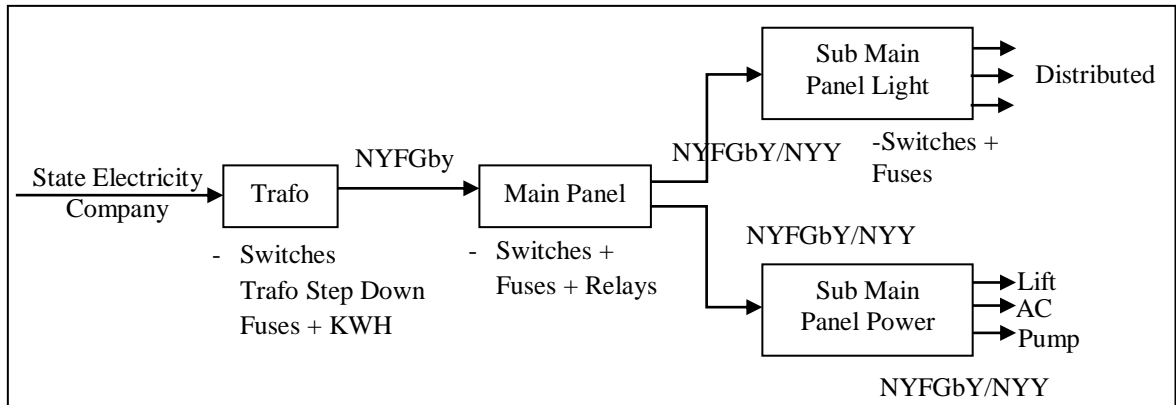 State Electricity
Company
Trafo
- Switches
Trafo Step Down
Fuses + KWH
NYFGby
Main Panel
- Switches +
Fuses + Relays
NYFGbY/NYY
Sub Main
Panel Light
-Switches +
Fuses
Distributed
NYFGbY/NYY
Sub Main
Panel Power
Lift
AC
Pump
NYFGbY/NYY